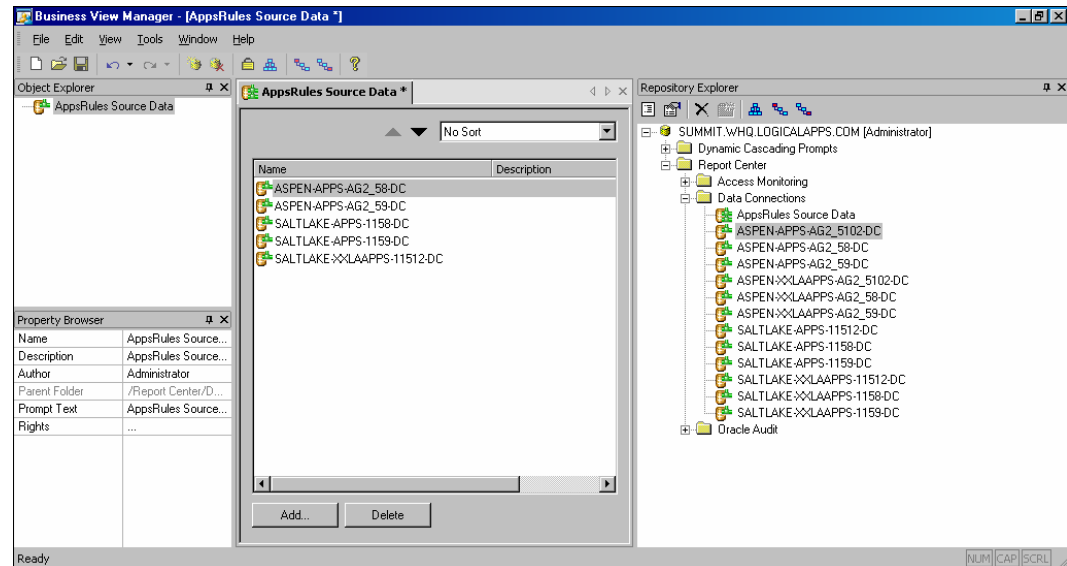 Business View Manager - [AppsRules Source Data *]
File Edit View Tools Window Help
Object Explorer
AppsRules Source Data
Property Browser
Name AppsRules Source...
Description AppsRules Source...
Author Administrator
Parent Folder /Report Center/D...
Prompt Text AppsRules Source...
Rights ...
AppsRules Source Data *
No Sort
Name Description
ASPEN-APPS-AG2_58-DC
ASPEN-APPS-AG2_59-DC
SALTLAKE-APPS-1158-DC
SALTLAKE-APPS-1159-DC
SALTLAKE-XXLAAPPS-11512-DC
Add... Delete
Repository Explorer
SUMMIT.WHQ.LOGICALAPPS.COM [Administrator]
Dynamic Cascading Prompts
Report Center
Access Monitoring
Data Connections
AppsRules Source Data
ASPEN-APPS-AG2_5102-DC
ASPEN-APPS-AG2_58-DC
ASPEN-APPS-AG2_59-DC
ASPEN-XXLAAPPS-AG2_5102-DC
ASPEN-XXLAAPPS-AG2_58-DC
ASPEN-XXLAAPPS-AG2_59-DC
SALTLAKE-APPS-11512-DC
SALTLAKE-APPS-1158-DC
SALTLAKE-APPS-1159-DC
SALTLAKE-XXLAAPPS-11512-DC
SALTLAKE-XXLAAPPS-1158-DC
SALTLAKE-XXLAAPPS-1159-DC
Oracle Audit
Ready NUM CAP SCRL